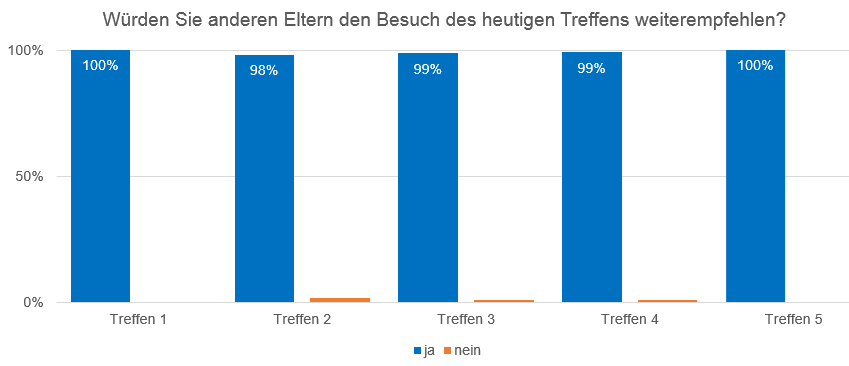 Würden Sie anderen Eltern den Besuch des heutigen Treffens weiterempfehlen?
100%
100%
98%
99%
99%
100%
50%
0%
Treffen 1
Treffen 2
Treffen 3
Treffen 4
Treffen 5
ja
nein